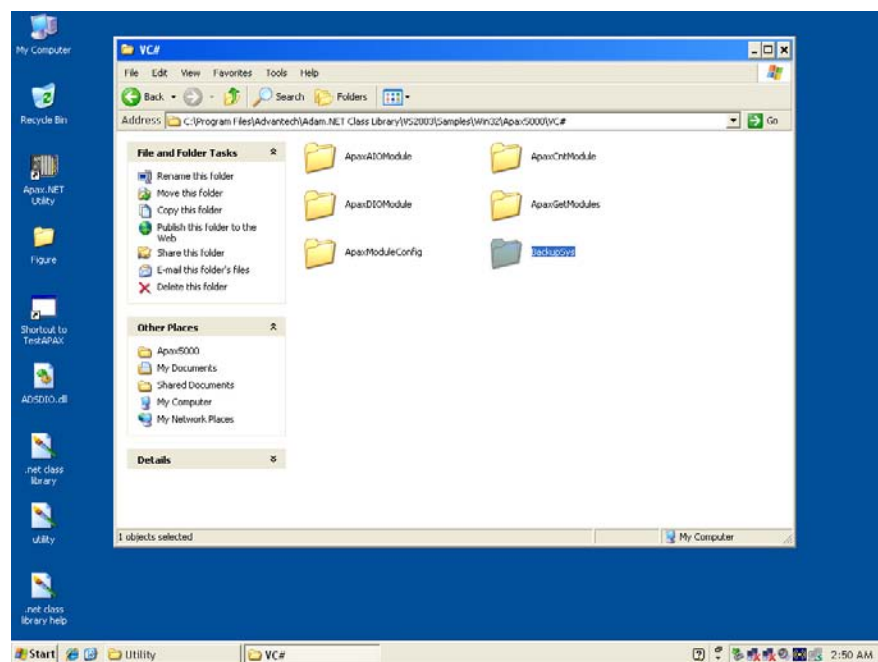 My Computer
Recycle Bin
Apax.NET
Utility
Figure
Shortcut to
TestAPAX
ADSDIO.dll
.net class
library
utility
.net class
library help
VC#
File Edit View Favorites Tools Help
Back Search Folders
Address C:\Program Files\Advantech\Adam.NET Class Library\VS2003\Samples\Win32\Apax5000\VC# Go
File and Folder Tasks
Rename this folder
Move this folder
Copy this folder
Publish this folder to the
Web
Share this folder
E-mail this folder's files
Delete this folder
Other Places
Apax5000
My Documents
Shared Documents
My Computer
My Network Places
Details
ApaxAIOModule ApaxCntModule
ApaxDIOModule ApaxGetModules
ApaxModuleConfig BackupSys
1 objects selected My Computer
Start Utility VC# 2:50 AM